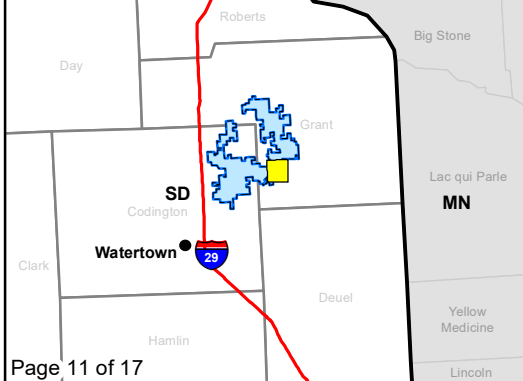 Roberts
Big Stone
Day
Grant
Lac qui Parle
SD
MN
Codington
Watertown
29
Clark
Deuel
Yellow
Medicine
Hamlin
Page 11 of 17
Lincoln